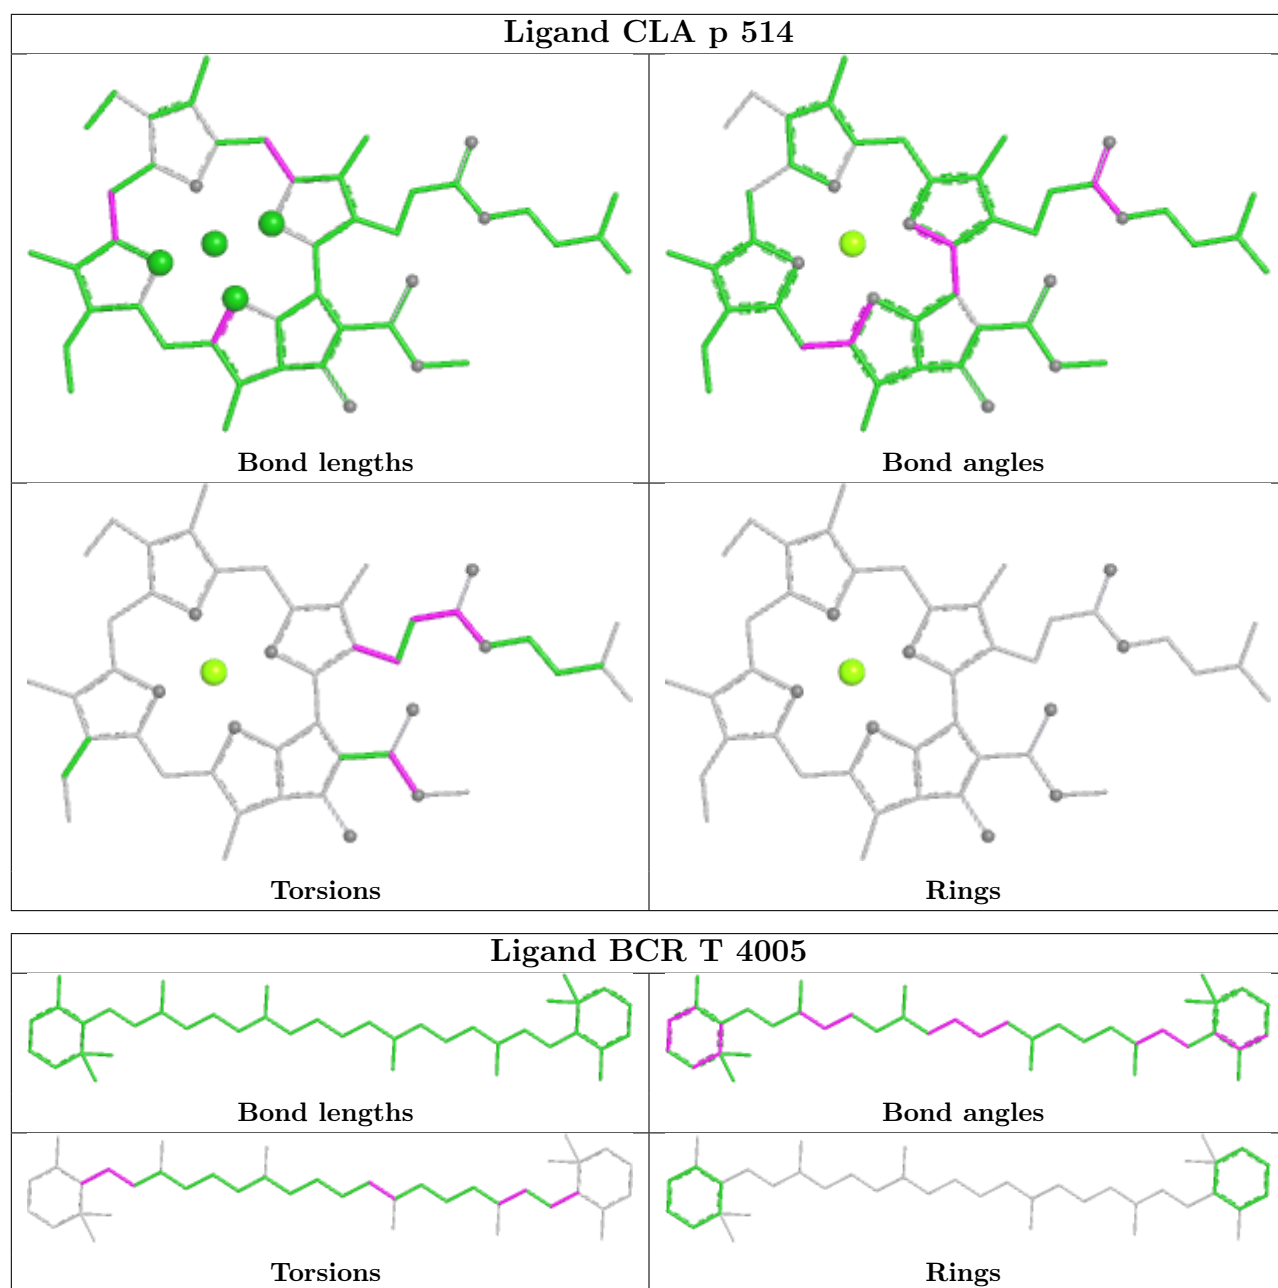 Ligand CLA p 514
Bond lengths
Bond angles
Torsions
Rings
Ligand BCR T 4005
Bond lengths
Bond angles
Torsions
Rings